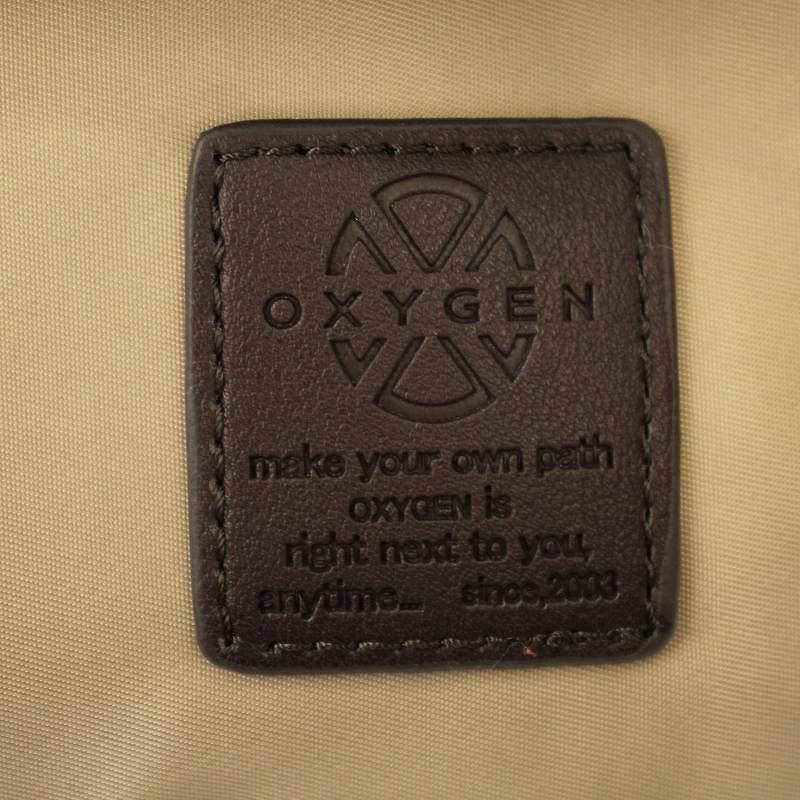 OXYGEN
make your own path
OXYGEN is
right next to you,
anytime... since,2003